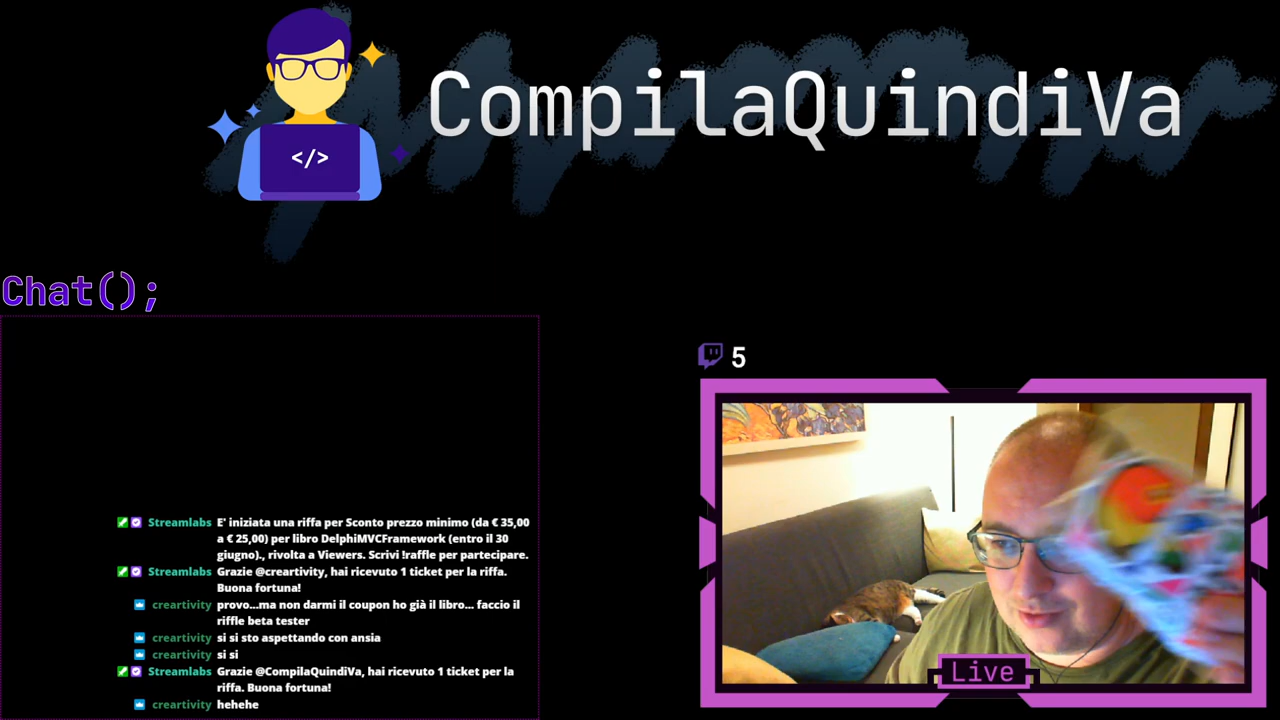 </>
CompilaQuindiVa
Chat();
Streamlabs E' iniziata una riffa per Sconto prezzo minimo (da € 35,00
a € 25,00) per libro DelphiMVCFramework (entro il 30
giugno)., rivolta a Viewers. Scrivi !raffle per partecipare.
Streamlabs Grazie @creartivity, hai ricevuto 1 ticket per la riffa.
Buona fortuna!
creartivity provo...ma non darmi il coupon ho già il libro... faccio il
riffle beta tester
creartivity si si sto aspettando con ansia
creartivity si si
Streamlabs Grazie @CompilaQuindiVa, hai ricevuto 1 ticket per la
riffa. Buona fortuna!
creartivity hehehe
5
Live